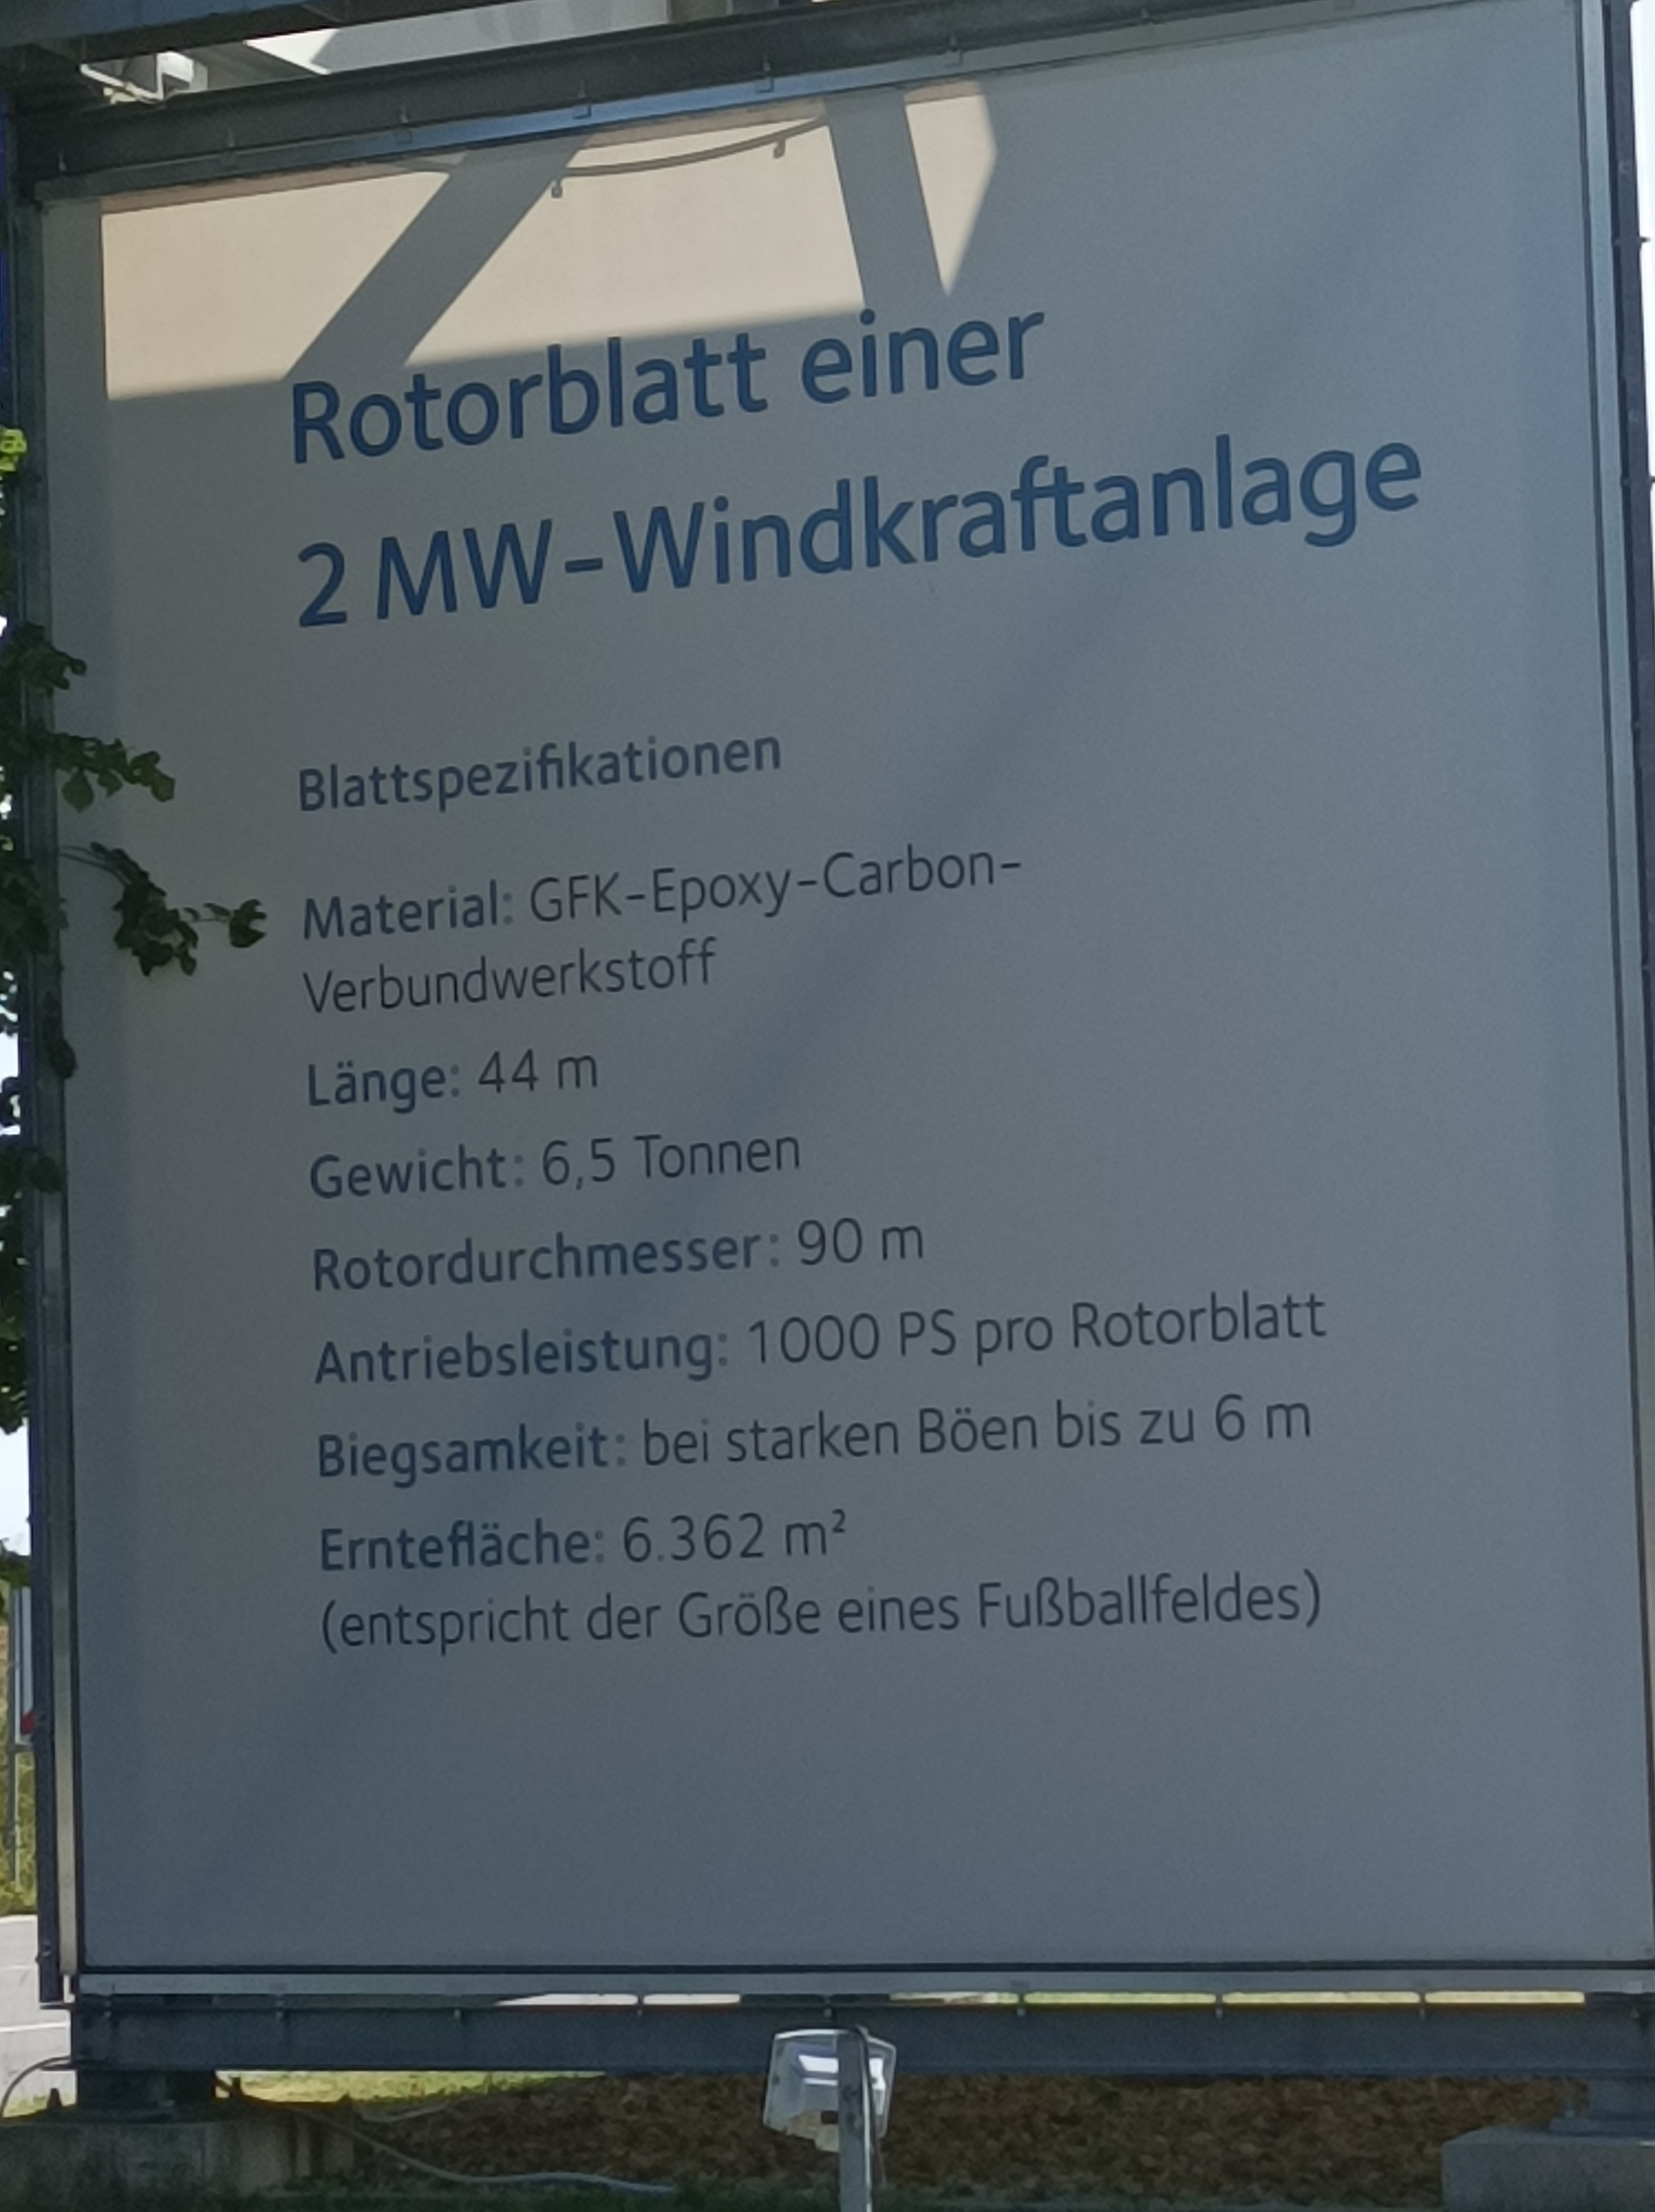 Rotorblatt einer
2 MW-Windkraftanlage
Blattspezifikationen
Material: GFK-Epoxy-Carbon-
Verbundwerkstoff
Länge: 44 m
Gewicht: 6,5 Tonnen
Rotordurchmesser: 90 m
Antriebsleistung: 1000 PS pro Rotorblatt
Biegsamkeit: bei starken Böen bis zu 6 m
Erntefläche: 6.362 m²
(entspricht der Größe eines Fußballfeldes)